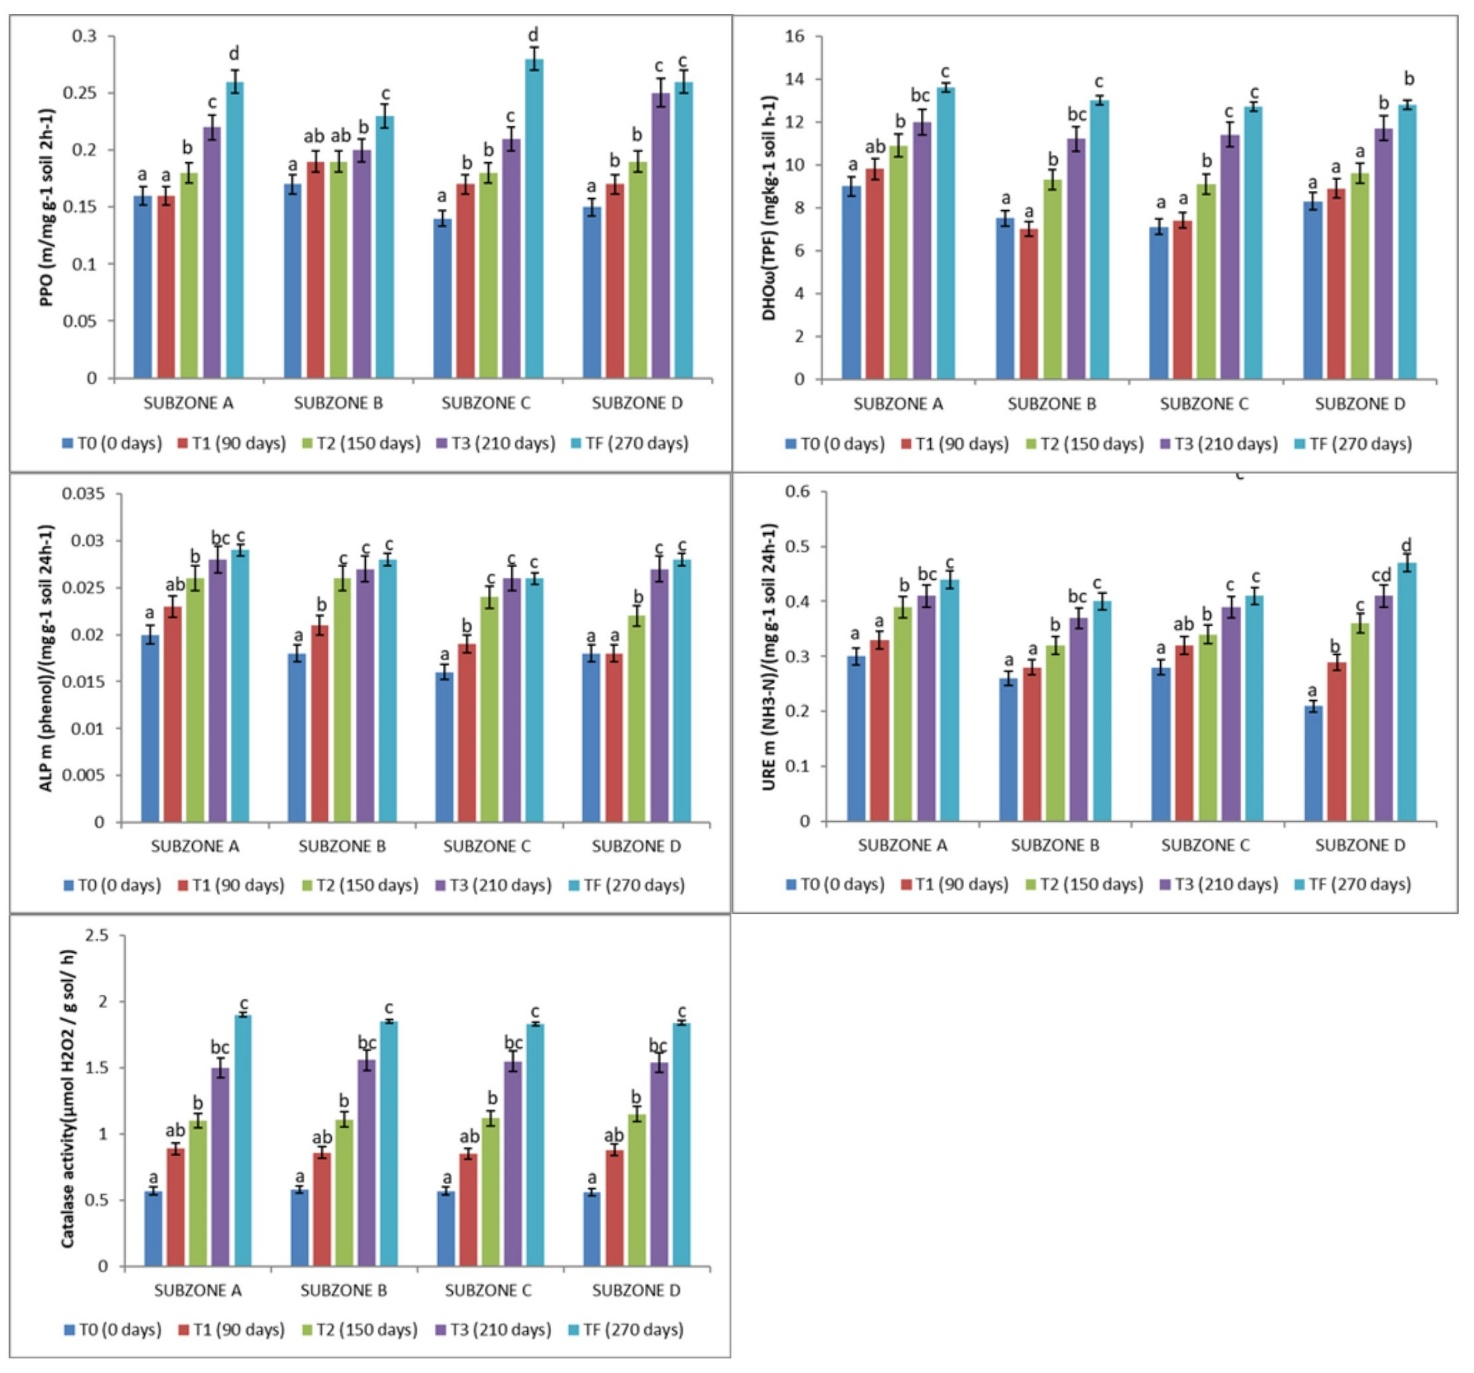 PPO (m/mg g-1 soil 2h-1)
0.3
0.25
0.2
0.15
0.1
0.05
0
a a b c d
a ab ab b c
a b b c d
a b b c c
SUBZONE A SUBZONE B SUBZONE C SUBZONE D
T0 (0 days) T1 (90 days) T2 (150 days) T3 (210 days) TF (270 days)
DHOω(TPF) (mgkg-1 soil h-1)
16
14
12
10
8
6
4
2
0
a ab b bc c
a a b bc c
a a b c c
a a a b b
SUBZONE A SUBZONE B SUBZONE C SUBZONE D
T0 (0 days) T1 (90 days) T2 (150 days) T3 (210 days) TF (270 days)
ALP m (phenol)/(mg g-1 soil 24h-1)
0.035
0.03
0.025
0.02
0.015
0.01
0.005
0
a ab b bc c
a b c c c
a b c c c
a a b c c
SUBZONE A SUBZONE B SUBZONE C SUBZONE D
T0 (0 days) T1 (90 days) T2 (150 days) T3 (210 days) TF (270 days)
URE m (NH3-N)/(mg g-1 soil 24h-1)
0.6
0.5
0.4
0.3
0.2
0.1
0
a a b bc c
a a b bc c
a ab b c c
a b c cd d
SUBZONE A SUBZONE B SUBZONE C SUBZONE D
T0 (0 days) T1 (90 days) T2 (150 days) T3 (210 days) TF (270 days)
Catalase activity(µmol H2O2 / g sol/ h)
2.5
2
1.5
1
0.5
0
a ab b bc c
a ab b bc c
a ab b bc c
a ab b bc c
SUBZONE A SUBZONE B SUBZONE C SUBZONE D
T0 (0 days) T1 (90 days) T2 (150 days) T3 (210 days) TF (270 days)